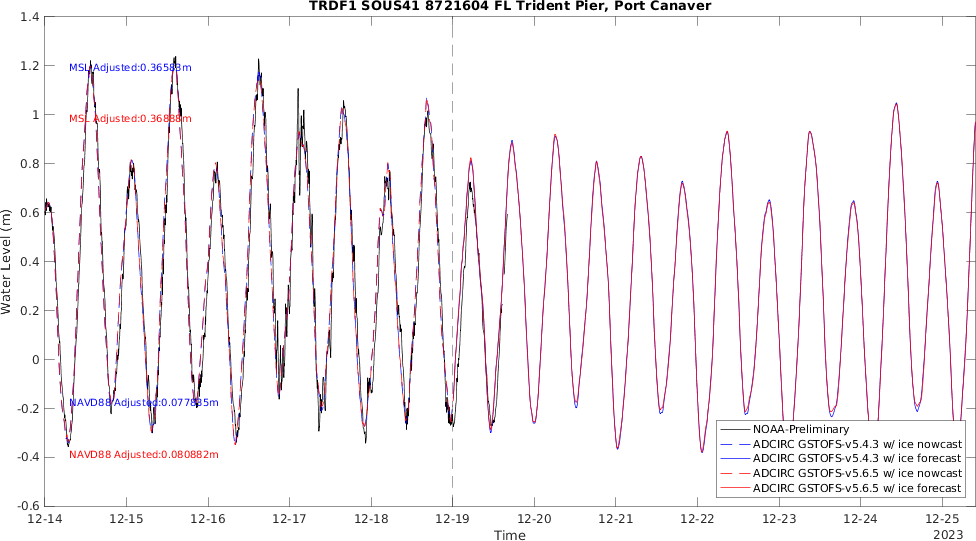 TRDF1 SOUS41 8721604 FL Trident Pier, Port Canaver
1.4
1.2
1
0.8
0.6
0.4
0.2
0
-0.2
-0.4
-0.6
Water Level (m)
MSL Adjusted:0.36583m
MSL Adjusted:0.36888m
NAVD88 Adjusted:0.077835m
NAVD88 Adjusted:0.080882m
NOAA-Preliminary
ADCIRC GSTOFS-v5.4.3 w/ ice nowcast
ADCIRC GSTOFS-v5.4.3 w/ ice forecast
ADCIRC GSTOFS-v5.6.5 w/ ice nowcast
ADCIRC GSTOFS-v5.6.5 w/ ice forecast
12-14 12-15 12-16 12-17 12-18 12-19 12-20 12-21 12-22 12-23 12-24 12-25
Time
2023